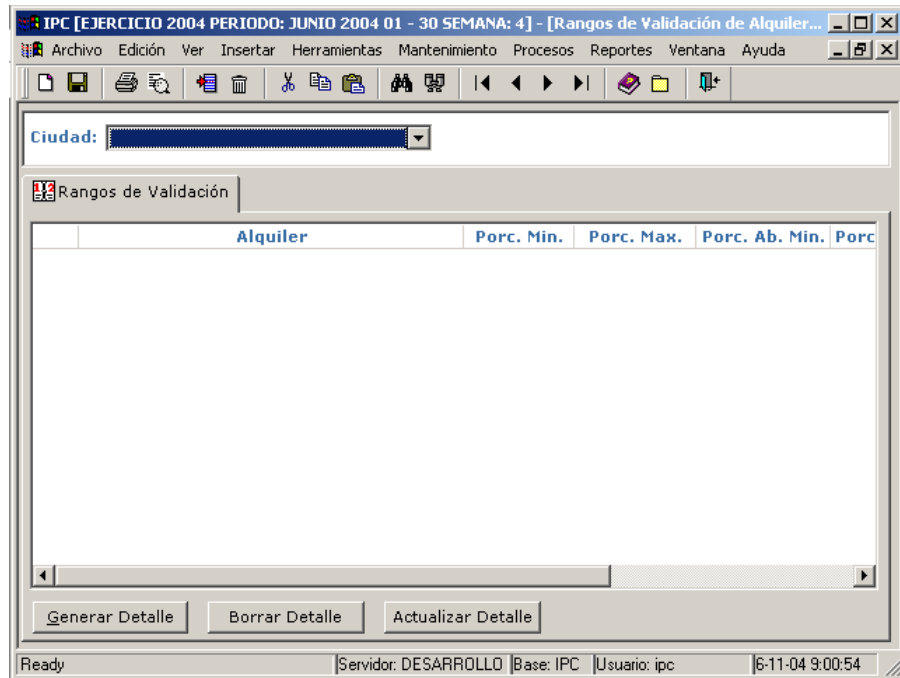 IPC [EJERCICIO 2004 PERIODO: JUNIO 2004 01 - 30 SEMANA: 4] - [Rangos de Validación de Alquiler...
Archivo Edición Ver Insertar Herramientas Mantenimiento Procesos Reportes Ventana Ayuda
Ciudad:
Rangos de Validación
Alquiler Porc. Min. Porc. Max. Porc. Ab. Min. Porc
Generar Detalle Borrar Detalle Actualizar Detalle
Ready Servidor: DESARROLLO Base: IPC Usuario: ipc 6-11-04 9:00:54